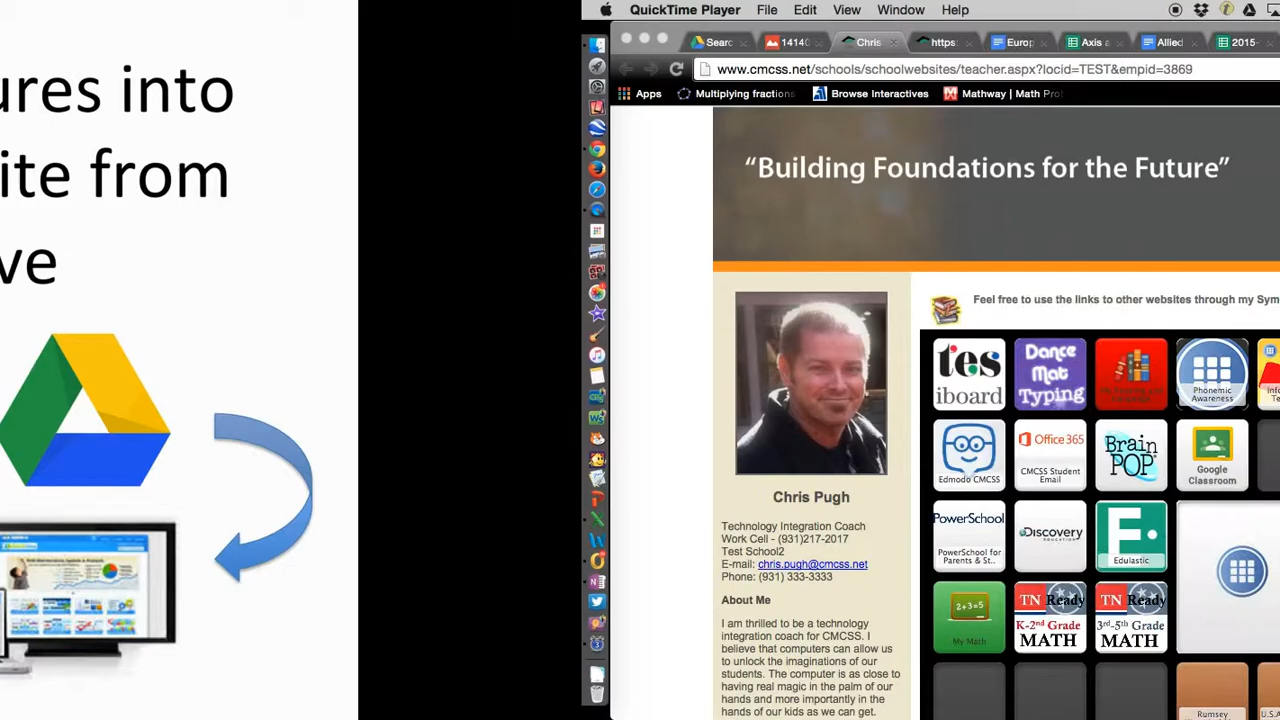 ures into
ite from
ve
QuickTime Player File Edit View Window Help
Searc
14140
Chris
https:
Europ
Axis a
Allied
2015-
www.cmcss.net/schools/schoolwebsites/teacher.aspx?locid=TEST&empid=3869
Apps Multiplying fractions Browse Interactives Mathway | Math Pro
"Building Foundations for the Future"
Feel free to use the links to other websites through my Sym
tes
iboard
Dance
Mat
Typing
Phonemic
Awareness
Edmodo CMCSS
Office 365
CMCSS Student
Email
Brain
POP
Google
Classroom
PowerSchool
PowerSchool for
Parents & St..
Discovery
EDUCATION
Edulastic
2+3=5
My Math
TN Ready
K-2nd Grade
MATH
TN Ready
3rd-5th Grade
MATH
Rumsey
U.S.A
Chris Pugh
Technology Integration Coach
Work Cell - (931)217-2017
Test School2
E-mail: chris.pugh@cmcss.net
Phone: (931) 333-3333
About Me
I am thrilled to be a technology
integration coach for CMCSS. I
believe that computers can allow us
to unlock the imaginations of our
students. The computer is as close to
having real magic in the palm of our
hands and more importantly in the
hands of our kids as we can get.